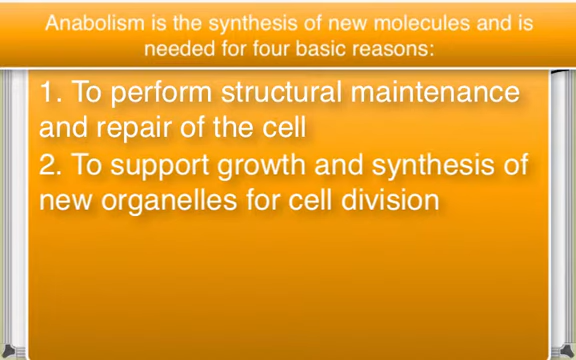 Anabolism is the synthesis of new molecules and is
needed for four basic reasons:
1. To perform structural maintenance
and repair of the cell
2. To support growth and synthesis of
new organelles for cell division